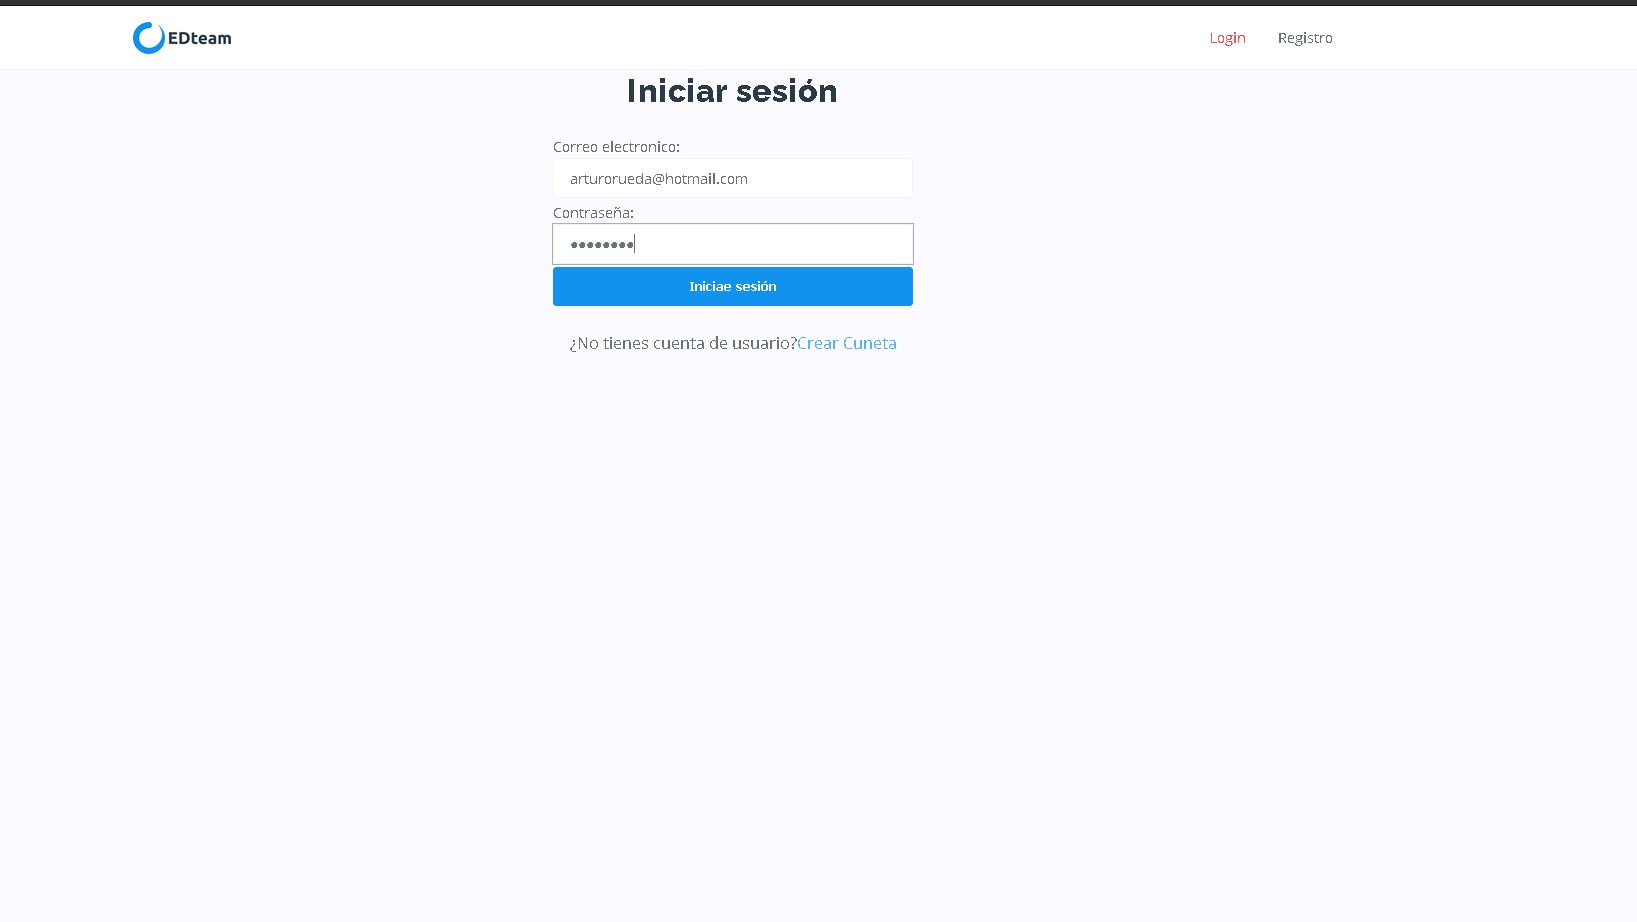 EDteam
Login
Registro
Iniciar sesión
Correo electronico:
arturorueda@hotmail.com
Contraseña:
••••••••
Iniciae sesión
¿No tienes cuenta de usuario?Crear Cuneta